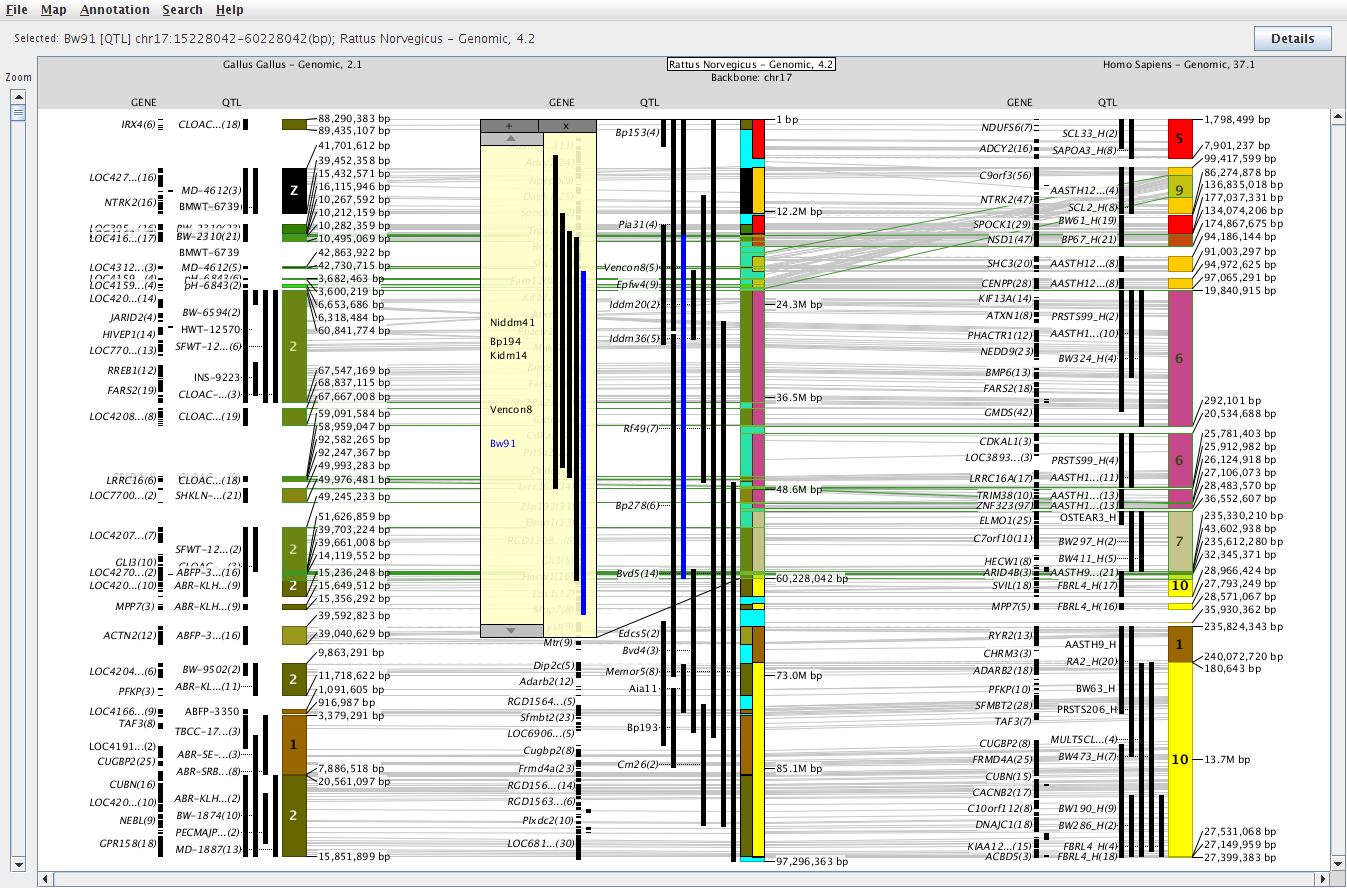 File Map Annotation Search Help
Selected: Bw91 [QTL] chr17:15228042-60228042(bp); Rattus Norvegicus - Genomic, 4.2
Details
Zoom
Gallus Gallus - Genomic, 2.1
Rattus Norvegicus - Genomic, 4.2
Homo Sapiens - Genomic, 37.1
Backbone: chr17
GENE QTL
GENE QTL
GENE QTL
IRX4(6)
LOC427...(16)
NTRK2(16)
LOC416...(17)
LOC4312...(3)
LOC4159...(4)
LOC420...(14)
JARID2(4)
HIVEP1(14)
LOC770...(13)
RREB1(12)
FARS2(19)
LOC4208...(8)
LRRC16(6)
LOC7700...(2)
LOC4207...(7)
GLI3(10)
LOC4270...(2)
LOC420...(10)
MPP7(3)
ACTN2(12)
LOC4204...(6)
PFKP(3)
LOC4166...(9)
TAF3(8)
LOC4191...(2)
CUGBP2(25)
CUBN(16)
LOC420...(10)
NEBL(9)
GPR158(18)
CLOAC...(18)
MD-4612(3)
BMWT-6739
BW-2310(21)
BMWT-6739
MD-4612(5)
pH-6843(2)
BW-6594(2)
HWT-12570
SFWT-12...(6)
INS-9223
CLOAC-...(3)
CLOAC...(19)
CLOAC...(18)
SHKLN-...(21)
SFWT-12...(2)
ABFP-3...(16)
ABR-KLH...(9)
ABR-KLH...(9)
ABFP-3...(16)
BW-9502(2)
ABR-KL...(11)
ABFP-3350
TBCC-17...(3)
ABR-SE-...(3)
ABR-SRB...(8)
ABR-KLH...(2)
BW-1874(10)
PECMAJP...(2)
MD-1887(13)
Z
2
2
2
2
1
2
88,290,383 bp
89,435,107 bp
41,701,612 bp
39,452,358 bp
15,432,571 bp
16,115,946 bp
10,267,592 bp
10,212,159 bp
10,282,359 bp
10,495,069 bp
42,863,922 bp
42,730,715 bp
3,682,463 bp
3,600,219 bp
6,653,686 bp
6,318,484 bp
60,841,774 bp
67,547,169 bp
68,837,115 bp
67,667,008 bp
59,091,584 bp
58,959,047 bp
92,582,265 bp
92,247,367 bp
49,993,283 bp
49,976,481 bp
49,245,233 bp
51,626,859 bp
39,703,224 bp
39,661,008 bp
14,119,552 bp
15,236,248 bp
15,649,512 bp
15,356,292 bp
39,592,823 bp
39,040,629 bp
9,863,291 bp
11,718,622 bp
1,091,605 bp
916,987 bp
3,379,291 bp
7,886,518 bp
20,561,097 bp
15,851,899 bp
+ x
Niddm41
Bp194
Kidm14
Vencon8
Bw91
Mtr(9)
Dip2c(5)
Adarb2(12)
RGD1564...(5)
Sfmbt2(23)
LOC6906...(5)
Cugbp2(8)
Frmd4a(23)
RGD156...(14)
RGD1563...(6)
Plxdc2(10)
LOC681...(30)
Bp153(4)
Pia31(4)
Vencon8(5)
Epfw4(9)
Iddm20(2)
Iddm36(5)
Rf49(7)
Bp278(6)
Bvd5(14)
Edcs5(2)
Bvd4(3)
Memor5(8)
Aia11
Bp193
Cm26(2)
1 bp
12.2M bp
24.3M bp
36.5M bp
48.6M bp
60,228,042 bp
73.0M bp
85.1M bp
97,296,363 bp
NDUFS6(7)
ADCY2(16)
C9orf3(56)
NTRK2(47)
SPOCK1(29)
NSD1(47)
SHC3(20)
CENPP(28)
KIF13A(14)
ATXN1(8)
PHACTR1(12)
NEDD9(23)
BMP6(13)
FARS2(18)
GMDS(42)
CDKAL1(3)
LOC3893...(3)
LRRC16A(17)
TRIM38(10)
ZNF323(97)
ELMO1(25)
C7orf10(11)
HECW1(8)
ARID4B(3)
SVIL(18)
MPP7(5)
RYR2(13)
CHRM3(3)
ADARB2(18)
PFKP(10)
SFMBT2(28)
TAF3(7)
CUGBP2(8)
FRMD4A(25)
CUBN(15)
CACNB2(17)
C10orf112(8)
DNAJC1(18)
KIAA12...(15)
ACBD5(3)
SCL33_H(2)
SAPOA3_H(8)
AASTH12...(4)
SCL2_H(8)
BW61_H(19)
BP67_H(21)
AASTH12...(8)
AASTH12...(8)
PRSTS99_H(2)
AASTH1...(10)
BW324_H(4)
PRSTS99_H(4)
AASTH1...(11)
AASTH1...(13)
AASTH1...(13)
OSTEAR3_H
BW297_H(2)
BW411_H(5)
AASTH9...(21)
FBRL4_H(17)
FBRL4_H(16)
AASTH9_H
RA2_H(20)
BW63_H
PRSTS206_H
MULTSCL...(4)
BW473_H(7)
BW190_H(9)
BW286_H(2)
FBRL4_H(4)
FBRL4_H(18)
5
9
6
6
7
10
1
10
1,798,499 bp
7,901,237 bp
99,417,599 bp
86,274,878 bp
136,835,018 bp
177,037,331 bp
134,074,206 bp
174,867,675 bp
94,186,144 bp
91,003,297 bp
94,972,625 bp
97,065,291 bp
19,840,915 bp
292,101 bp
20,534,688 bp
25,781,403 bp
25,912,982 bp
26,124,918 bp
27,106,073 bp
28,483,570 bp
36,552,607 bp
235,330,210 bp
43,602,938 bp
235,612,280 bp
32,345,371 bp
28,966,424 bp
27,793,249 bp
28,571,067 bp
35,930,362 bp
235,824,343 bp
240,072,720 bp
180,643 bp
13.7M bp
27,531,068 bp
27,149,959 bp
27,399,383 bp